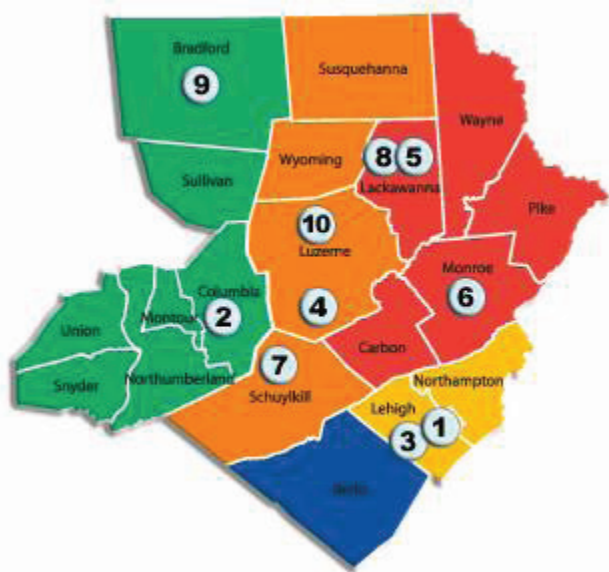 Bradford
9
Susquehanna
Wayne
Wyoming
8 5
Lackawanna
Sullivan
Pike
10
Luzerne
Monroe
6
Columbia
2
4
Montour
Union
Carbon
7
Northampton
Snyder
Northumberland
Schuylkill
Lehigh
3 1
Berks